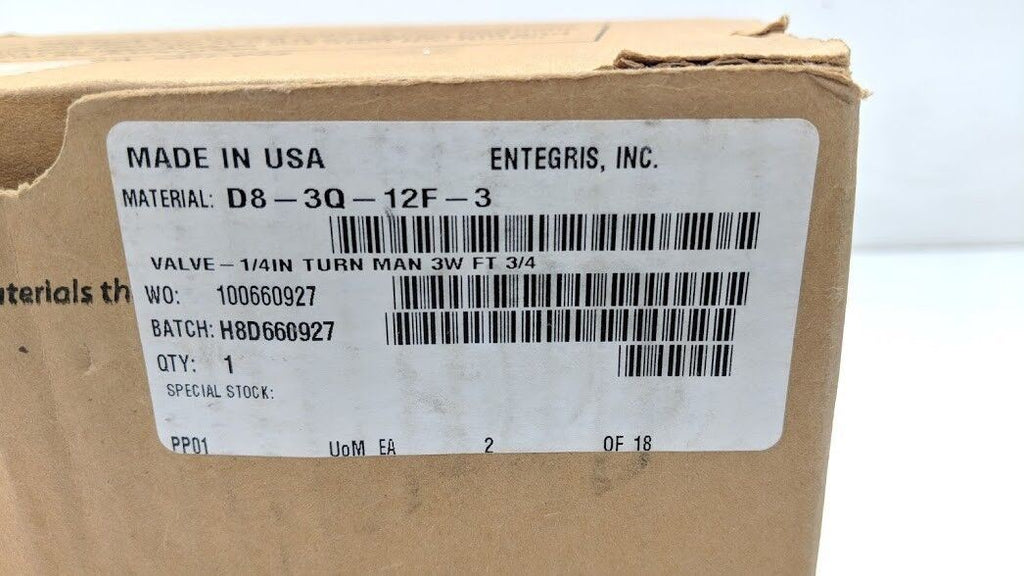 MADE IN USA ENTEGRIS, INC.
MATERIAL: D8-3Q-12F-3
VALVE-1/4IN TURN MAN 3W FT 3/4
WO: 100660927
BATCH: H8D660927
QTY: 1
SPECIAL STOCK:
PP01 UoM EA 2 OF 18
aterials th